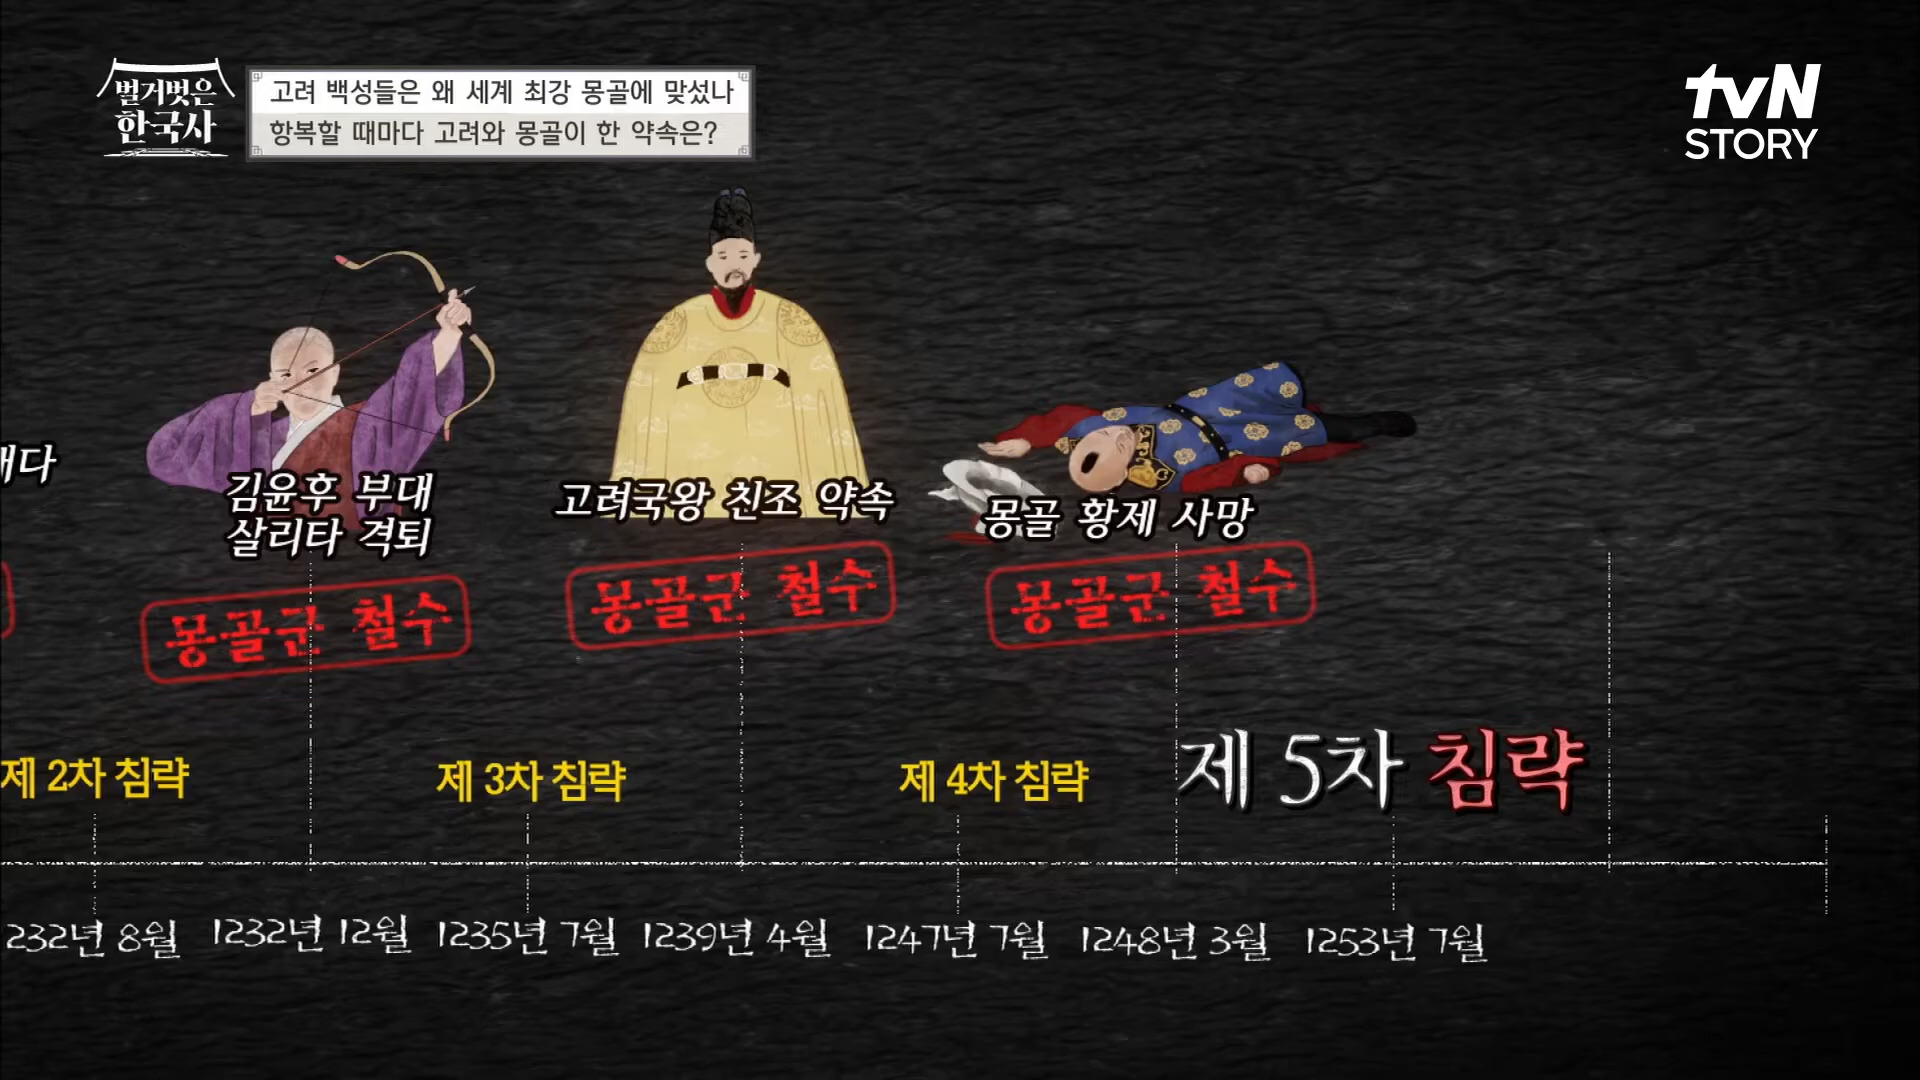 벌거벗은
한국사
고려 백성들은 왜 세계 최강 몽골에 맞섰나
항복할 때마다 고려와 몽골이 한 약속은?
tvN
STORY
김윤후 부대
살리타 격퇴
고려국왕 친조 약속
몽골 황제 사망
몽골군 철수
몽골군 철수
몽골군 철수
제 2차 침략
제 3차 침략
제 4차 침략
제 5차 침략
232년 8월
1232년 12월
1235년 7월
1239년 4월
1247년 7월
1248년 3월
1253년 7월